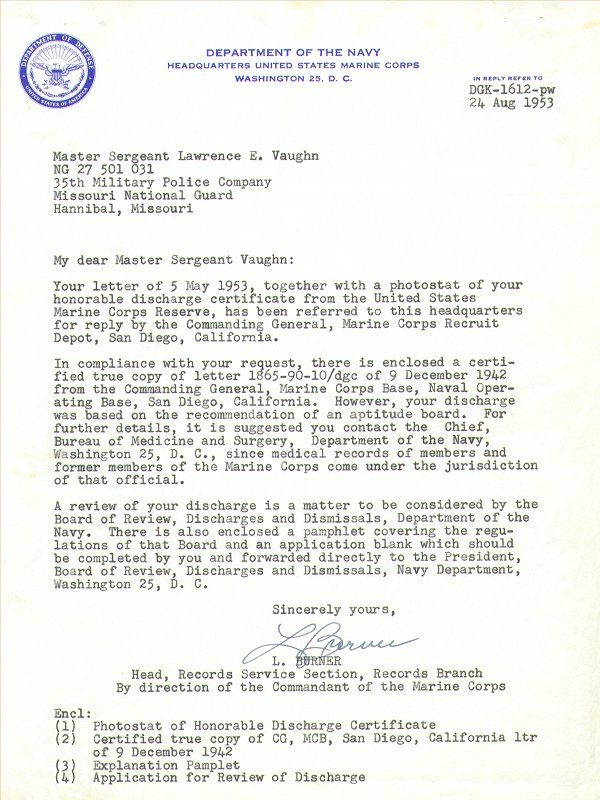 DEPARTMENT OF DEFENSE
UNITED STATES OF AMERICA
DEPARTMENT OF THE NAVY
HEADQUARTERS UNITED STATES MARINE CORPS
WASHINGTON 25, D. C.
IN REPLY REFER TO
DGK-1612-pw
24 Aug 1953
Master Sergeant Lawrence E. Vaughn
NG 27 501 031
35th Military Police Company
Missouri National Guard
Hannibal, Missouri
My dear Master Sergeant Vaughn:
Your letter of 5 May 1953, together with a photostat of your
honorable discharge certificate from the United States
Marine Corps Reserve, has been referred to this headquarters
for reply by the Commanding General, Marine Corps Recruit
Depot, San Diego, California.
In compliance with your request, there is enclosed a certi-
fied true copy of letter 1865-90-10/dgc of 9 December 1942
from the Commanding General, Marine Corps Base, Naval Oper-
ating Base, San Diego, California. However, your discharge
was based on the recommendation of an aptitude board. For
further details, it is suggested you contact the Chief,
Bureau of Medicine and Surgery, Department of the Navy,
Washington 25, D. C., since medical records of members and
former members of the Marine Corps come under the jurisdiction
of that official.
A review of your discharge is a matter to be considered by the
Board of Review, Discharges and Dismissals, Department of the
Navy. There is also enclosed a pamphlet covering the regu-
lations of that Board and an application blank which should
be completed by you and forwarded directly to the President,
Board of Review, Discharges and Dismissals, Navy Department,
Washington 25, D. C.
Sincerely yours,
L Burner
L. BURNER
Head, Records Service Section, Records Branch
By direction of the Commandant of the Marine Corps
Encl:
(1) Photostat of Honorable Discharge Certificate
(2) Certified true copy of CG, MCB, San Diego, California ltr
of 9 December 1942
(3) Explanation Pamplet
(4) Application for Review of Discharge